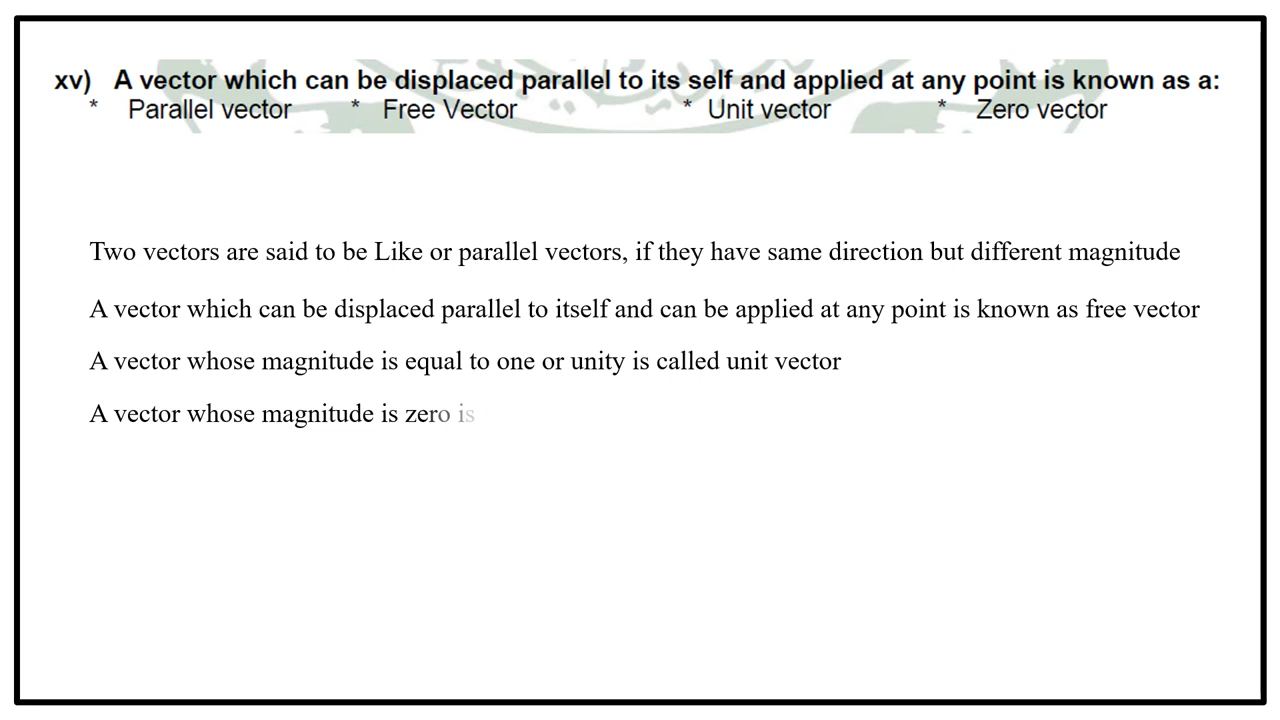 xv) A vector which can be displaced parallel to its self and applied at any point is known as a:
* Parallel vector * Free Vector * Unit vector * Zero vector
Two vectors are said to be Like or parallel vectors, if they have same direction but different magnitude
A vector which can be displaced parallel to itself and can be applied at any point is known as free vector
A vector whose magnitude is equal to one or unity is called unit vector
A vector whose magnitude is zero is